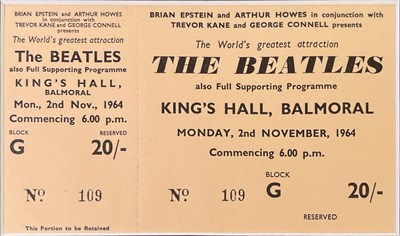 BRIAN EPSTEIN and ARTHUR HOWES
in conjunction with
TREVOR KANE and GEORGE CONNELL
presents
The World's greatest attraction
The BEATLES
also Full Supporting Programme
KING'S HALL,
BALMORAL
Mon., 2nd Nov., 1964
Commencing 6.00 p.m.
BLOCK RESERVED
G 20/-
No. 109
This Portion to be Retained
BRIAN EPSTEIN and ARTHUR HOWES in conjunction with
TREVOR KANE and GEORGE CONNELL
presents
The World's greatest attraction
THE BEATLES
also Full Supporting Programme
KING'S HALL, BALMORAL
MONDAY, 2nd NOVEMBER, 1964
Commencing 6.00 p.m.
BLOCK
G 20/-
RESERVED
No. 109